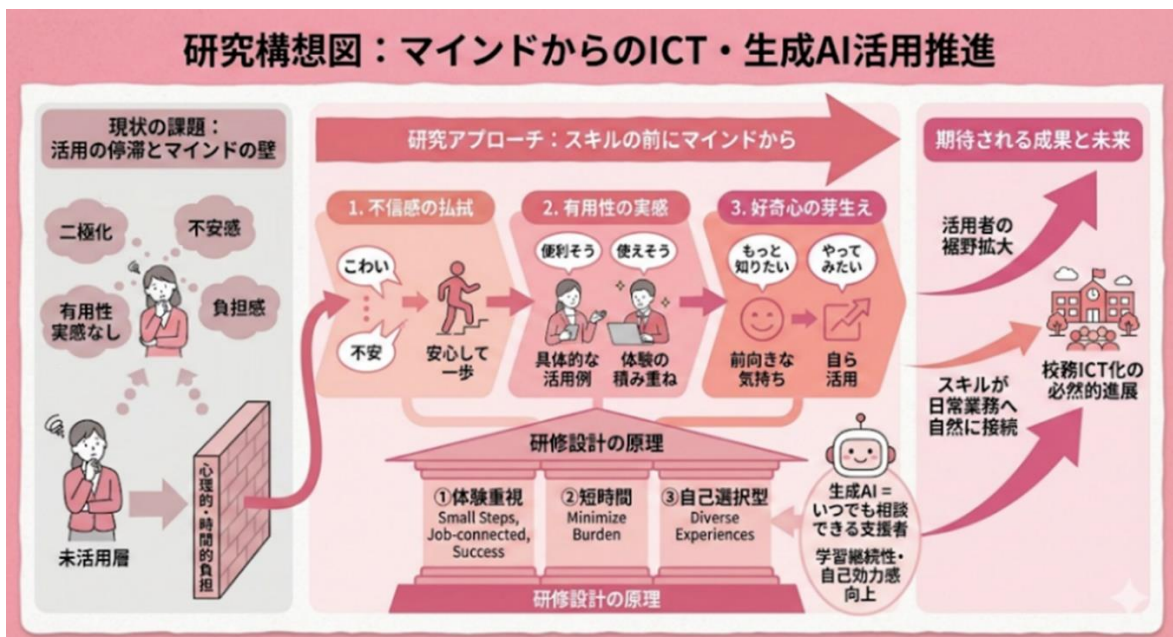 研究構想図：マインドからのICT・生成AI活用推進
現状の課題：
活用の停滞とマインドの壁
二極化
不安感
有用性
実感なし
負担感
未活用層
心理的・時間的負担
研究アプローチ：スキルの前にマインドから
1. 不信感の払拭
こわい
不安
安心して
一歩
2. 有用性の実感
便利そう
使えそう
具体的な
活用例
体験の
積み重ね
3. 好奇心の芽生え
もっと
知りたい
やって
みたい
前向きな
気持ち
自ら
活用
研修設計の原理
①体験重視
Small Steps,
Job-connected,
Success
②短時間
Minimize
Burden
③自己選択型
Diverse
Experiences
研修設計の原理
生成AI＝
いつでも相談
できる支援者
学習継続性・
自己効力感
向上
期待される成果と未来
活用者の
裾野拡大
スキルが
日常業務へ
自然に接続
校務ICT化の
必然的進展